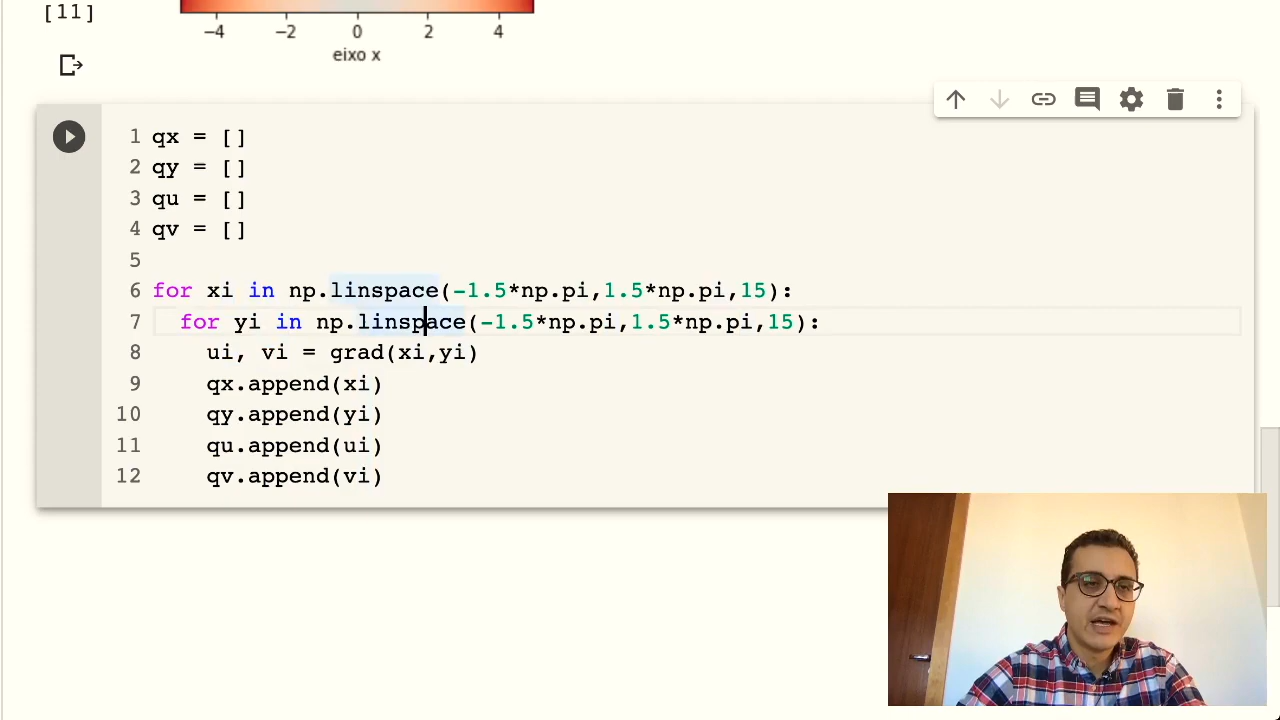 [11]
−4 −2 0 2 4
eixo x
1 qx = []
2 qy = []
3 qu = []
4 qv = []
5
6 for xi in np.linspace(-1.5*np.pi,1.5*np.pi,15):
7 for yi in np.linspace(-1.5*np.pi,1.5*np.pi,15):
8 ui, vi = grad(xi,yi)
9 qx.append(xi)
10 qy.append(yi)
11 qu.append(ui)
12 qv.append(vi)